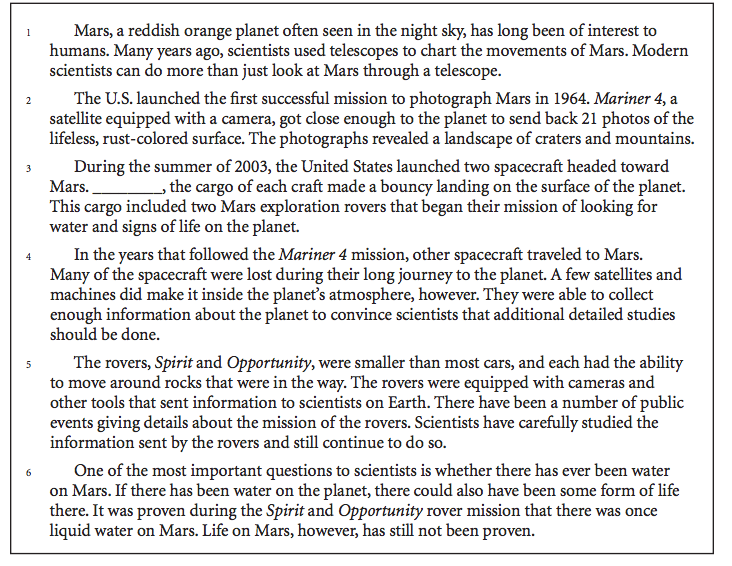 1 Mars, a reddish orange planet often seen in the night sky, has long been of interest to
humans. Many years ago, scientists used telescopes to chart the movements of Mars. Modern
scientists can do more than just look at Mars through a telescope.
2 The U.S. launched the first successful mission to photograph Mars in 1964. Mariner 4, a
satellite equipped with a camera, got close enough to the planet to send back 21 photos of the
lifeless, rust-colored surface. The photographs revealed a landscape of craters and mountains.
3 During the summer of 2003, the United States launched two spacecraft headed toward
Mars. ________, the cargo of each craft made a bouncy landing on the surface of the planet.
This cargo included two Mars exploration rovers that began their mission of looking for
water and signs of life on the planet.
4 In the years that followed the Mariner 4 mission, other spacecraft traveled to Mars.
Many of the spacecraft were lost during their long journey to the planet. A few satellites and
machines did make it inside the planet’s atmosphere, however. They were able to collect
enough information about the planet to convince scientists that additional detailed studies
should be done.
5 The rovers, Spirit and Opportunity, were smaller than most cars, and each had the ability
to move around rocks that were in the way. The rovers were equipped with cameras and
other tools that sent information to scientists on Earth. There have been a number of public
events giving details about the mission of the rovers. Scientists have carefully studied the
information sent by the rovers and still continue to do so.
6 One of the most important questions to scientists is whether there has ever been water
on Mars. If there has been water on the planet, there could also have been some form of life
there. It was proven during the Spirit and Opportunity rover mission that there was once
liquid water on Mars. Life on Mars, however, has still not been proven.